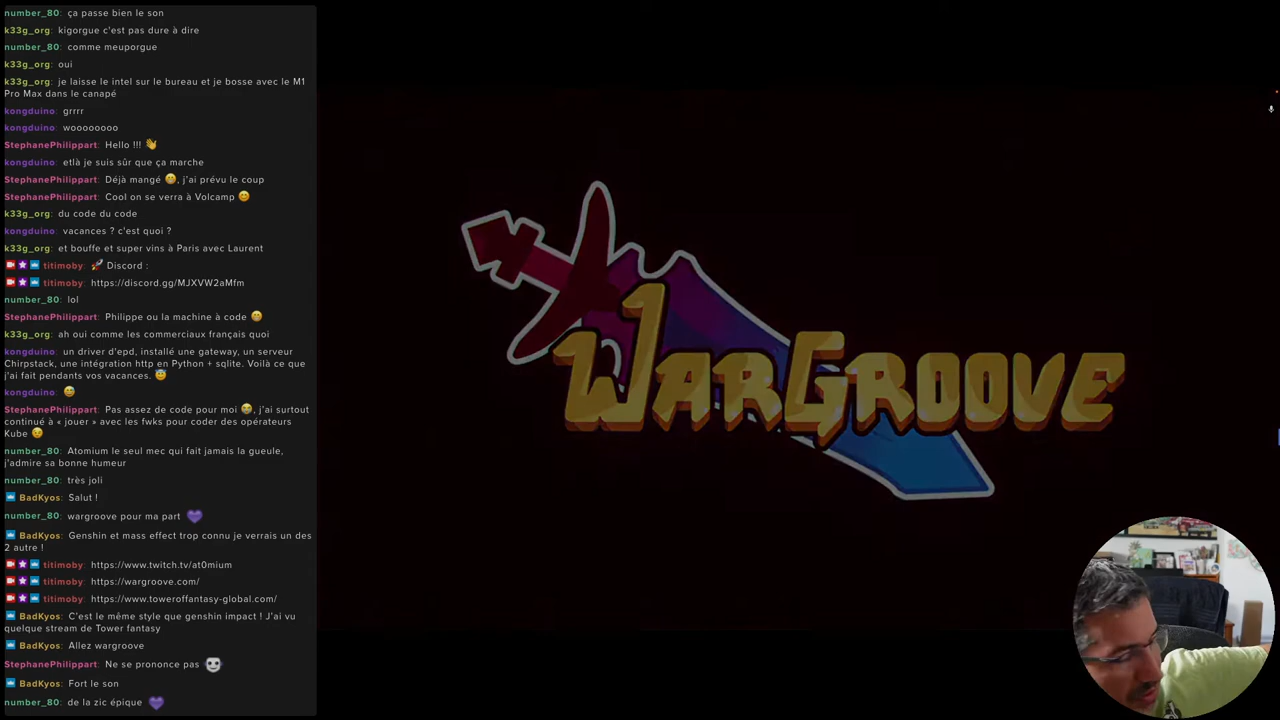 number_80: ça passe bien le son
k33g_org: kigorgue c'est pas dure à dire
number_80: comme meuporgue
k33g_org: oui
k33g_org: je laisse le intel sur le bureau et je bosse avec le M1
Pro Max dans le canapé
kongduino: grrrr
kongduino: woooooooo
StephanePhilippart: Hello !!! 👋
kongduino: etlà je suis sûr que ça marche
StephanePhilippart: Déjà mangé 😁, j'ai prévu le coup
StephanePhilippart: Cool on se verra à Volcamp 😊
k33g_org: du code du code
kongduino: vacances ? c'est quoi ?
k33g_org: et bouffe et super vins à Paris avec Laurent
titimoby: 🚀 Discord :
titimoby: https://discord.gg/MJXVW2aMfm
number_80: lol
StephanePhilippart: Philippe ou la machine à code 😁
k33g_org: ah oui comme les commerciaux français quoi
kongduino: un driver d'epd, installé une gateway, un serveur
Chirpstack, une intégration http en Python + sqlite. Voilà ce que
j'ai fait pendants vos vacances. 😇
kongduino: 😅
StephanePhilippart: Pas assez de code pour moi 😭, j'ai surtout
continué à « jouer » avec les fwks pour coder des opérateurs
Kube 😉
number_80: Atomium le seul mec qui fait jamais la gueule,
j'admire sa bonne humeur
number_80: très joli
BadKyos: Salut !
number_80: wargroove pour ma part 💜
BadKyos: Genshin et mass effect trop connu je verrais un des
2 autre !
titimoby: https://www.twitch.tv/at0mium
titimoby: https://wargroove.com/
titimoby: https://www.toweroffantasy-global.com/
BadKyos: C'est le même style que genshin impact ! J'ai vu
quelque stream de Tower fantasy
BadKyos: Allez wargroove
StephanePhilippart: Ne se prononce pas 💀
BadKyos: Fort le son
number_80: de la zic épique 💜
WARGROOVE